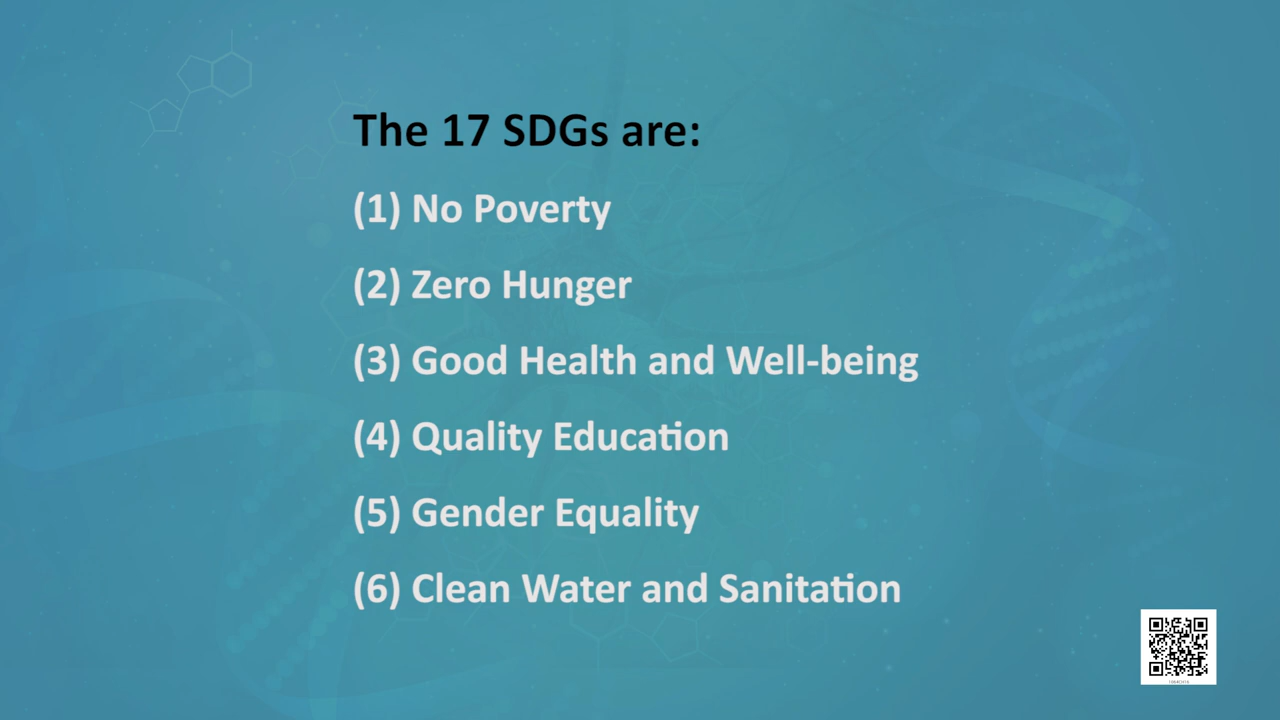 The 17 SDGs are:
(1) No Poverty
(2) Zero Hunger
(3) Good Health and Well-being
(4) Quality Education
(5) Gender Equality
(6) Clean Water and Sanitation